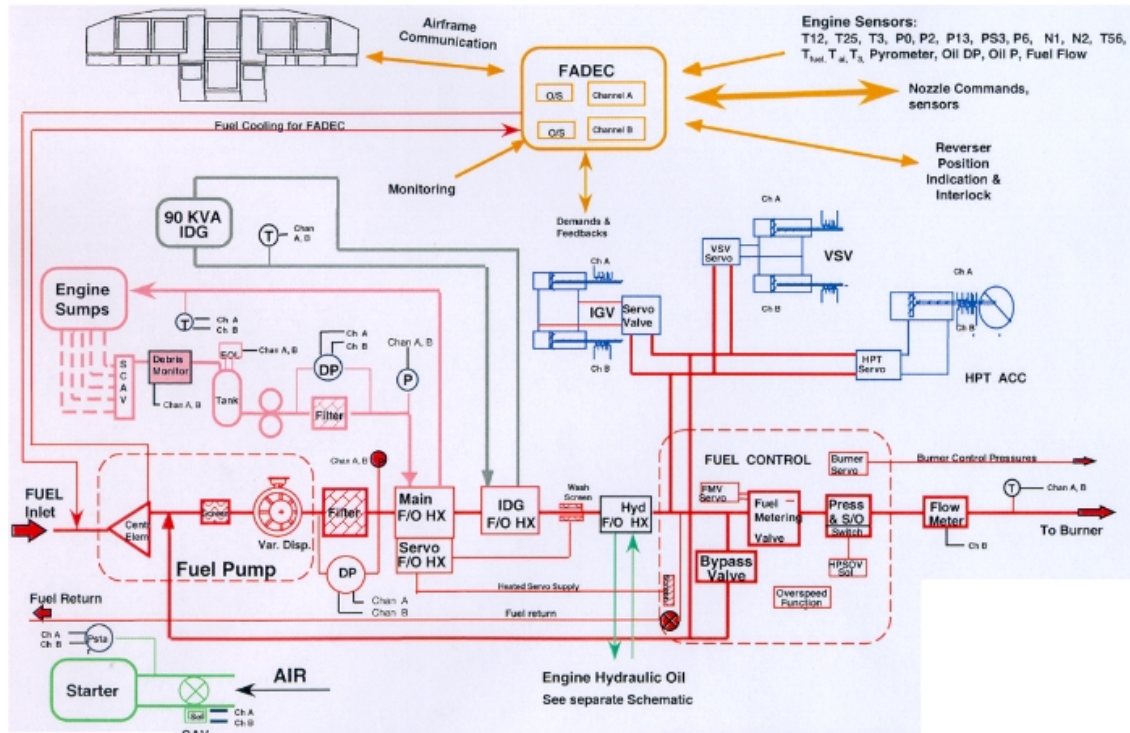 Airframe
Communication
FADEC
O/S
Channel A
O/S
Channel B
Engine Sensors:
T12, T25, T3, P0, P2, P13, PS3, P6, N1, N2, T56,
Pyrometer, Oil DP, Oil P, Fuel Flow
Nozzle Commands,
sensors
Reverser
Position
Indication &
Interlock
Fuel Cooling for FADEC
Monitoring
Demands &
Feedbacks
90 KVA
IDG
T
Chan
A, B
Engine
Sumps
T
Ch A
Ch B
S
C
A
V
Debris
Monitor
Chan A, B
EOL
Chan A, B
Tank
Ch A
Ch B
DP
Filter
Chan A, B
P
Ch A
IGV
Servo
Valve
Ch B
Ch A
VSV
Servo
VSV
Ch B
Ch A
Ch B
HPT
Servo
HPT ACC
FUEL
Inlet
Centr
Elem
Screen
Var. Disp.
Fuel Pump
Chan A, B
Filter
DP
Chan A
Chan B
Main
F/O HX
Servo
F/O HX
IDG
F/O HX
Wash
Screen
Hyd
F/O HX
Heated Servo Supply
Fuel return
Fuel Return
FUEL CONTROL
Burner
Servo
Burner Control Pressures
FMV
Servo
Fuel
Metering
Valve
Press
& S/O
Switch
HPSOV
Sol
Bypass
Valve
Overspeed
Function
Flow
Meter
Ch B
T
Chan A, B
To Burner
Ch A
Ch B
Psta
Starter
AIR
Sol
Ch A
Ch B
Engine Hydraulic Oil
See separate Schematic